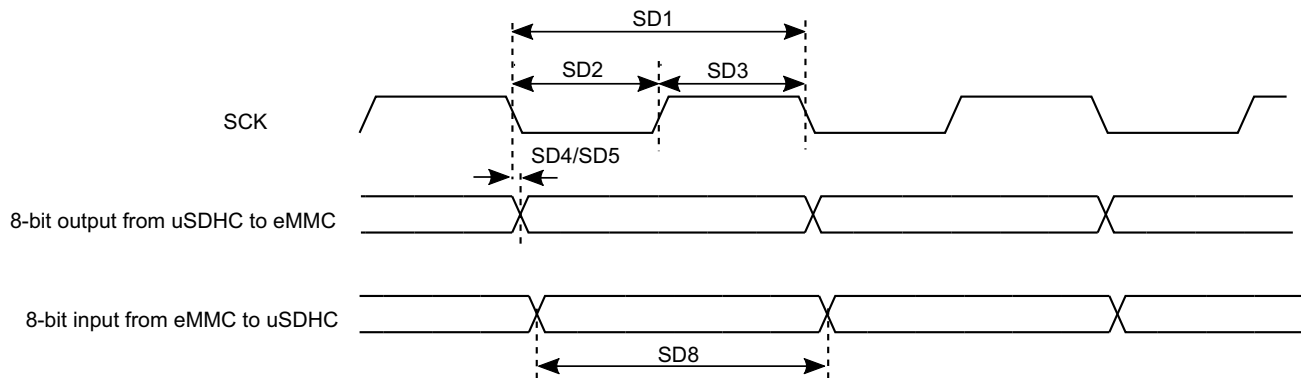 SD1
SD2
SD3
SCK
SD4/SD5
8-bit output from uSDHC to eMMC
8-bit input from eMMC to uSDHC
SD8